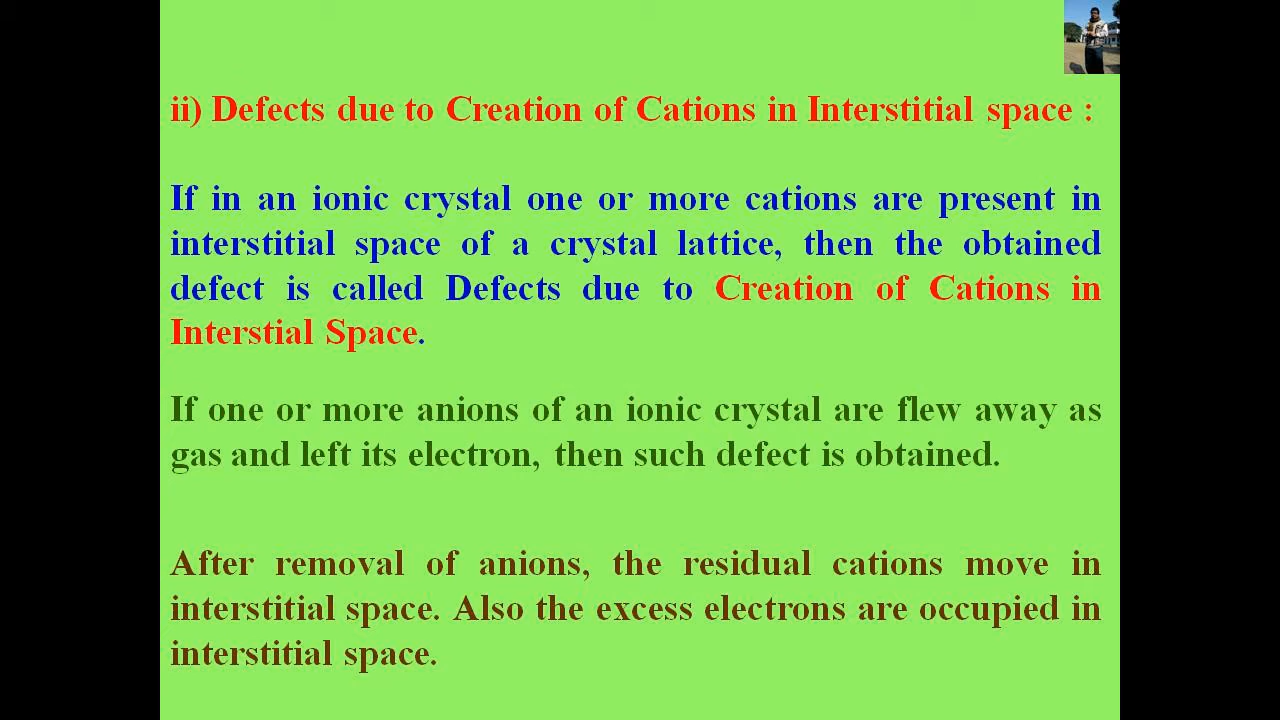 ii) Defects due to Creation of Cations in Interstitial space :
If in an ionic crystal one or more cations are present in
interstitial space of a crystal lattice, then the obtained
defect is called Defects due to Creation of Cations in
Interstial Space.
If one or more anions of an ionic crystal are flew away as
gas and left its electron, then such defect is obtained.
After removal of anions, the residual cations move in
interstitial space. Also the excess electrons are occupied in
interstitial space.